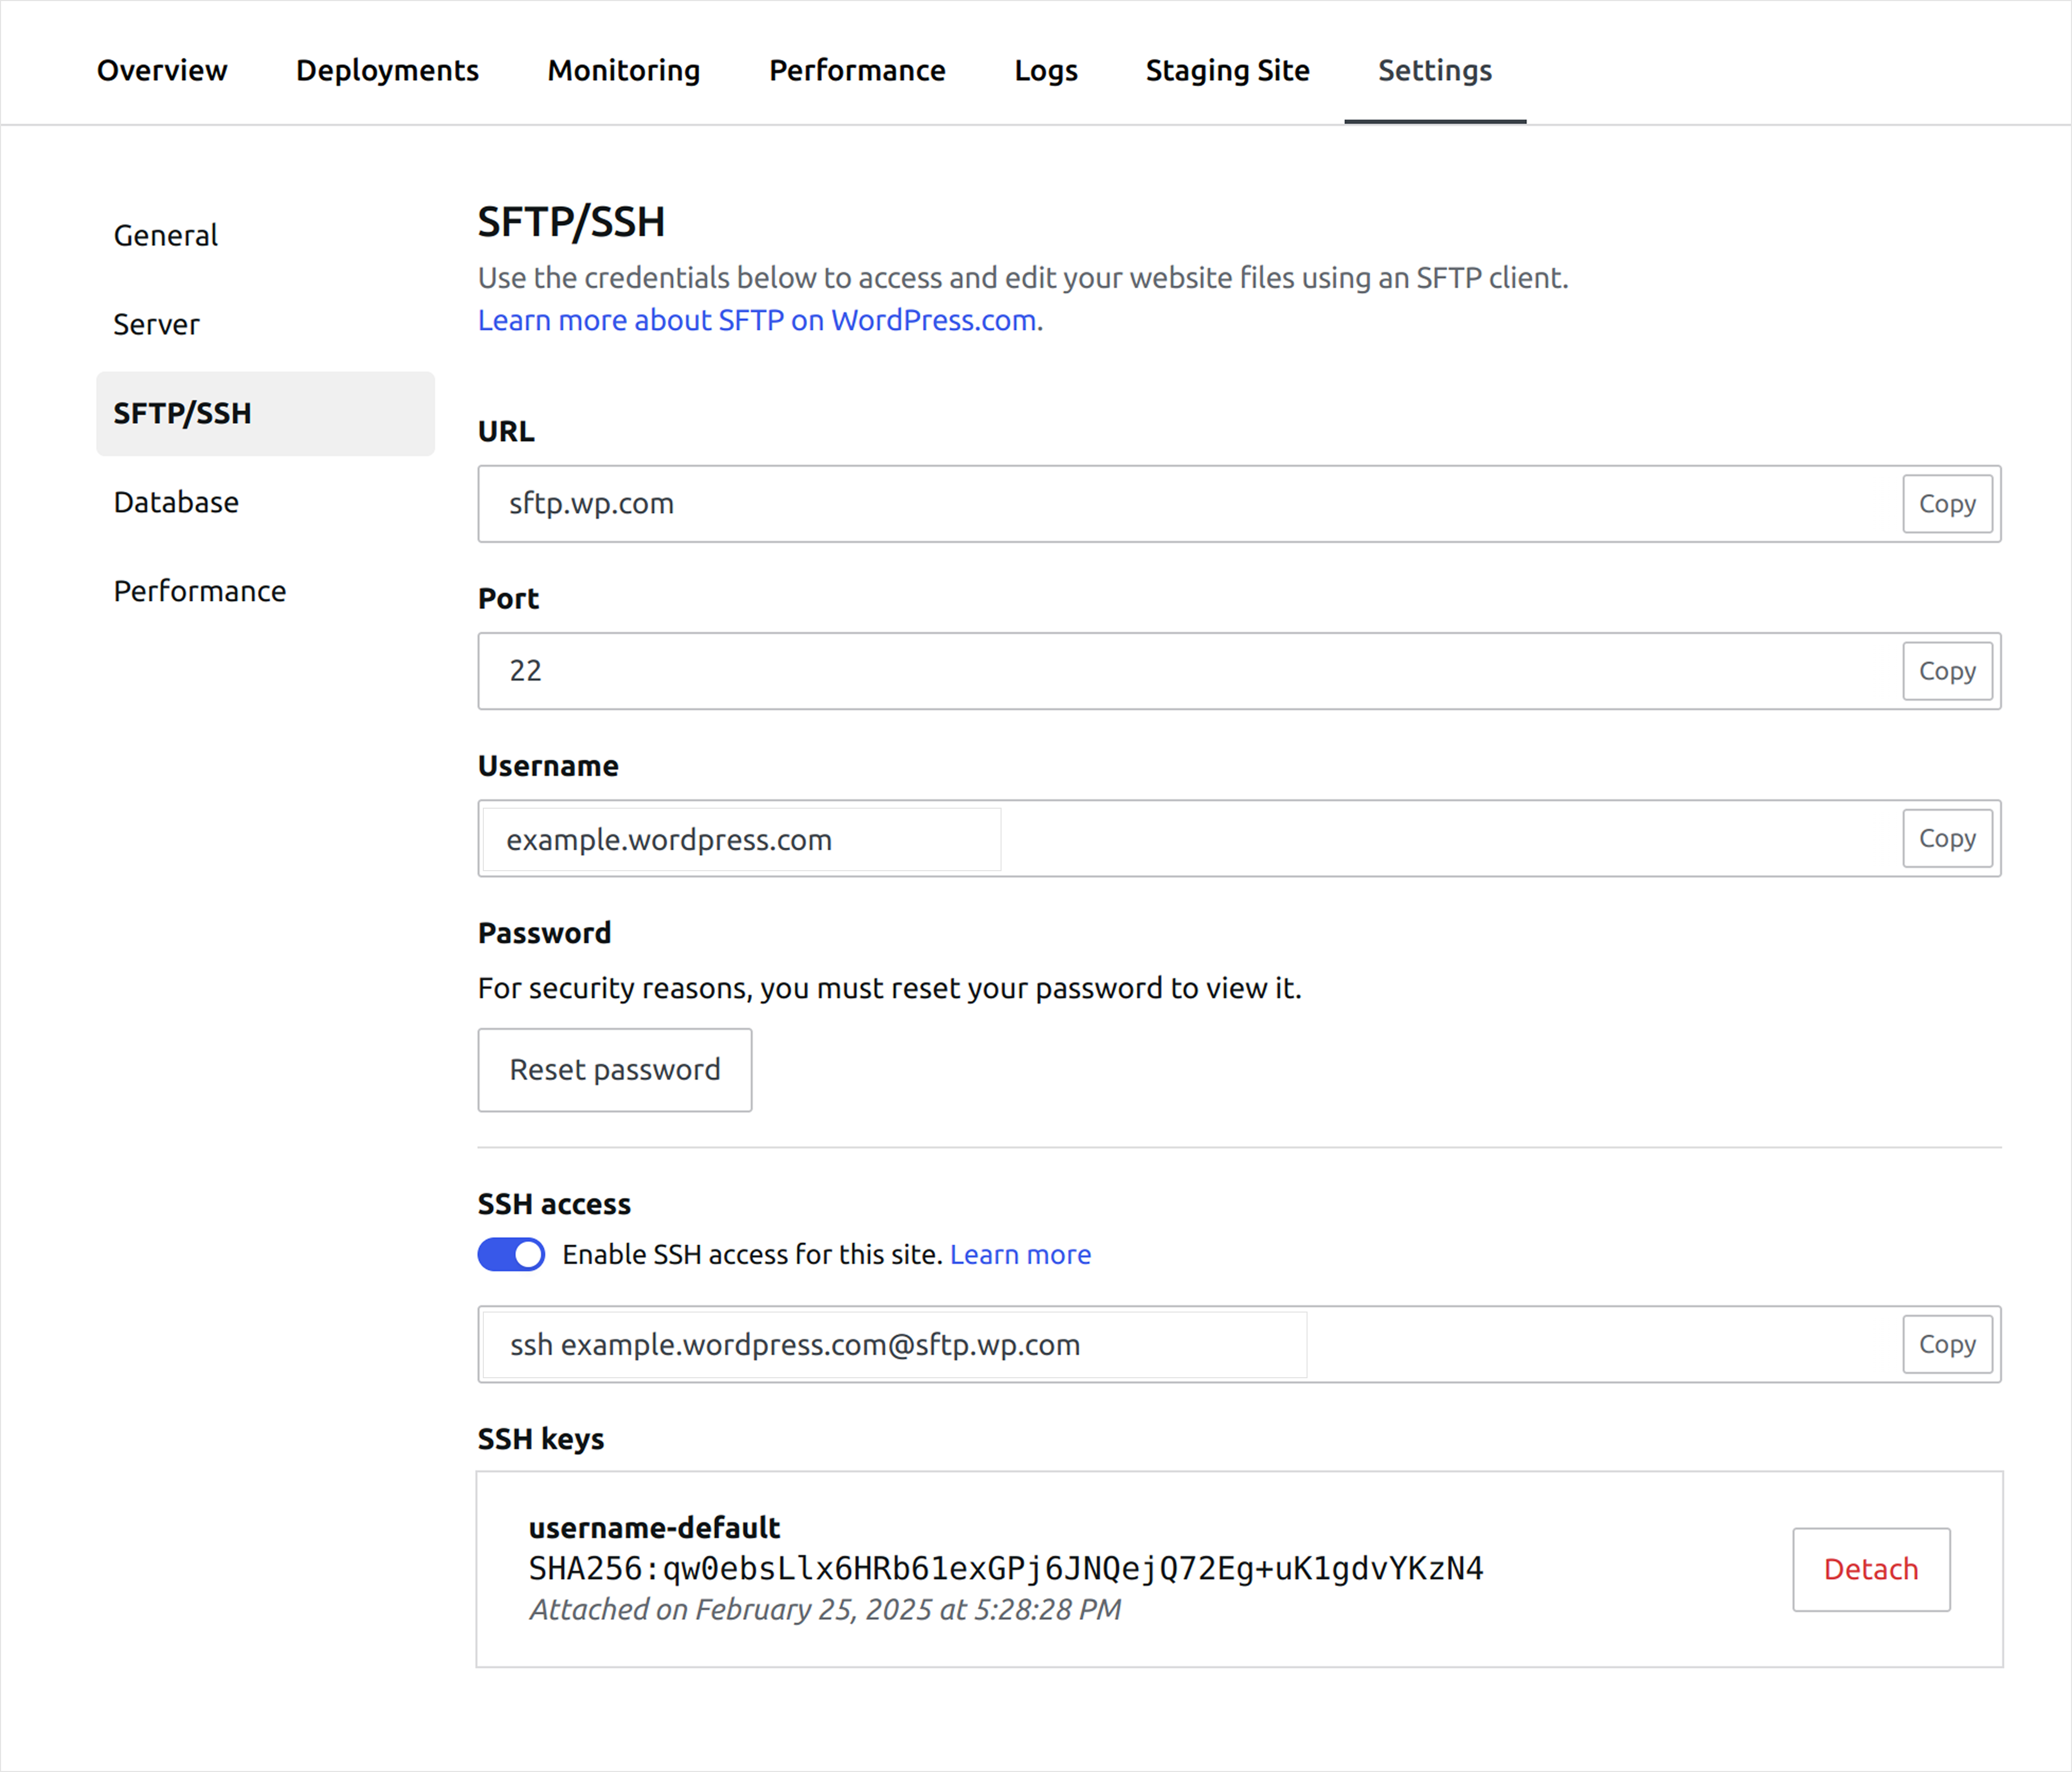 Overview Deployments Monitoring Performance Logs Staging Site Settings
General
Server
SFTP/SSH
Database
Performance
SFTP/SSH
Use the credentials below to access and edit your website files using an SFTP client.
Learn more about SFTP on WordPress.com.
URL
sftp.wp.com Copy
Port
22 Copy
Username
example.wordpress.com Copy
Password
For security reasons, you must reset your password to view it.
Reset password
SSH access
Enable SSH access for this site. Learn more
ssh example.wordpress.com@sftp.wp.com Copy
SSH keys
username-default
SHA256:qw0ebsLlx6HRb61exGPj6JNQejQ72Eg+uK1gdvYKzN4
Attached on February 25, 2025 at 5:28:28 PM
Detach